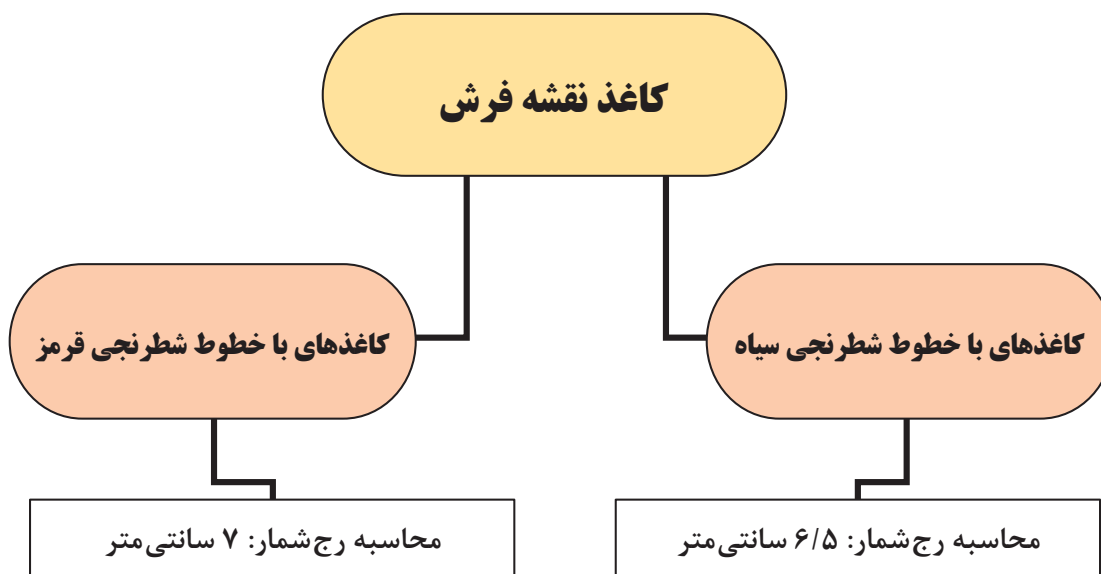 کاغذ نقشه فرش
کاغذهای با خطوط شطرنجی سیاه
کاغذهای با خطوط شطرنجی قرمز
محاسبه رج‌شمار: ۶/۵ سانتی‌متر
محاسبه رج‌شمار: ۷ سانتی‌متر